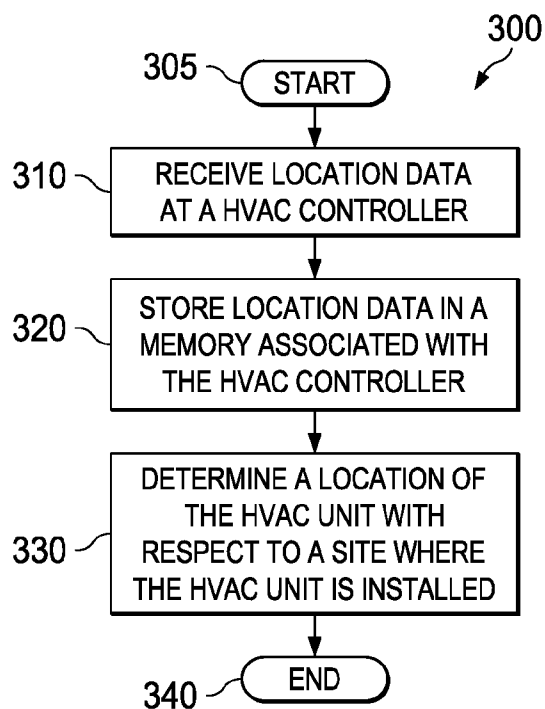 300
305
START
310
RECEIVE LOCATION DATA
AT A HVAC CONTROLLER
320
STORE LOCATION DATA IN A
MEMORY ASSOCIATED WITH
THE HVAC CONTROLLER
330
DETERMINE A LOCATION OF
THE HVAC UNIT WITH
RESPECT TO A SITE WHERE
THE HVAC UNIT IS INSTALLED
340
END